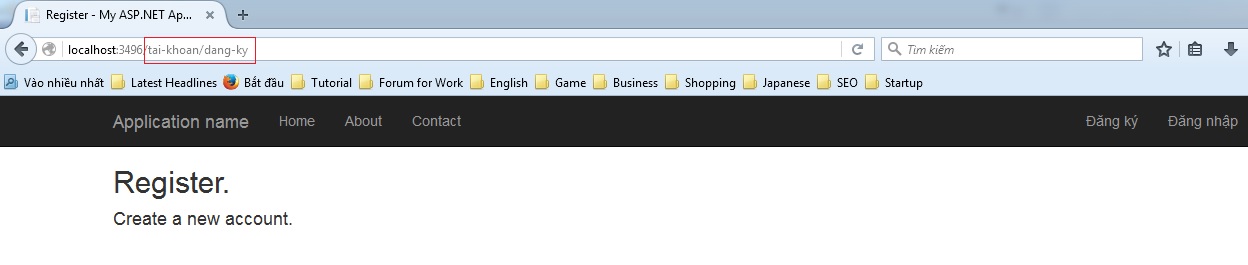 Register - My ASP.NET Ap...
localhost:3496/tai-khoan/dang-ky
Tìm kiếm
Vào nhiều nhất Latest Headlines Bắt đầu Tutorial Forum for Work English Game Business Shopping Japanese SEO Startup
Application name Home About Contact Đăng ký Đăng nhập
Register.
Create a new account.